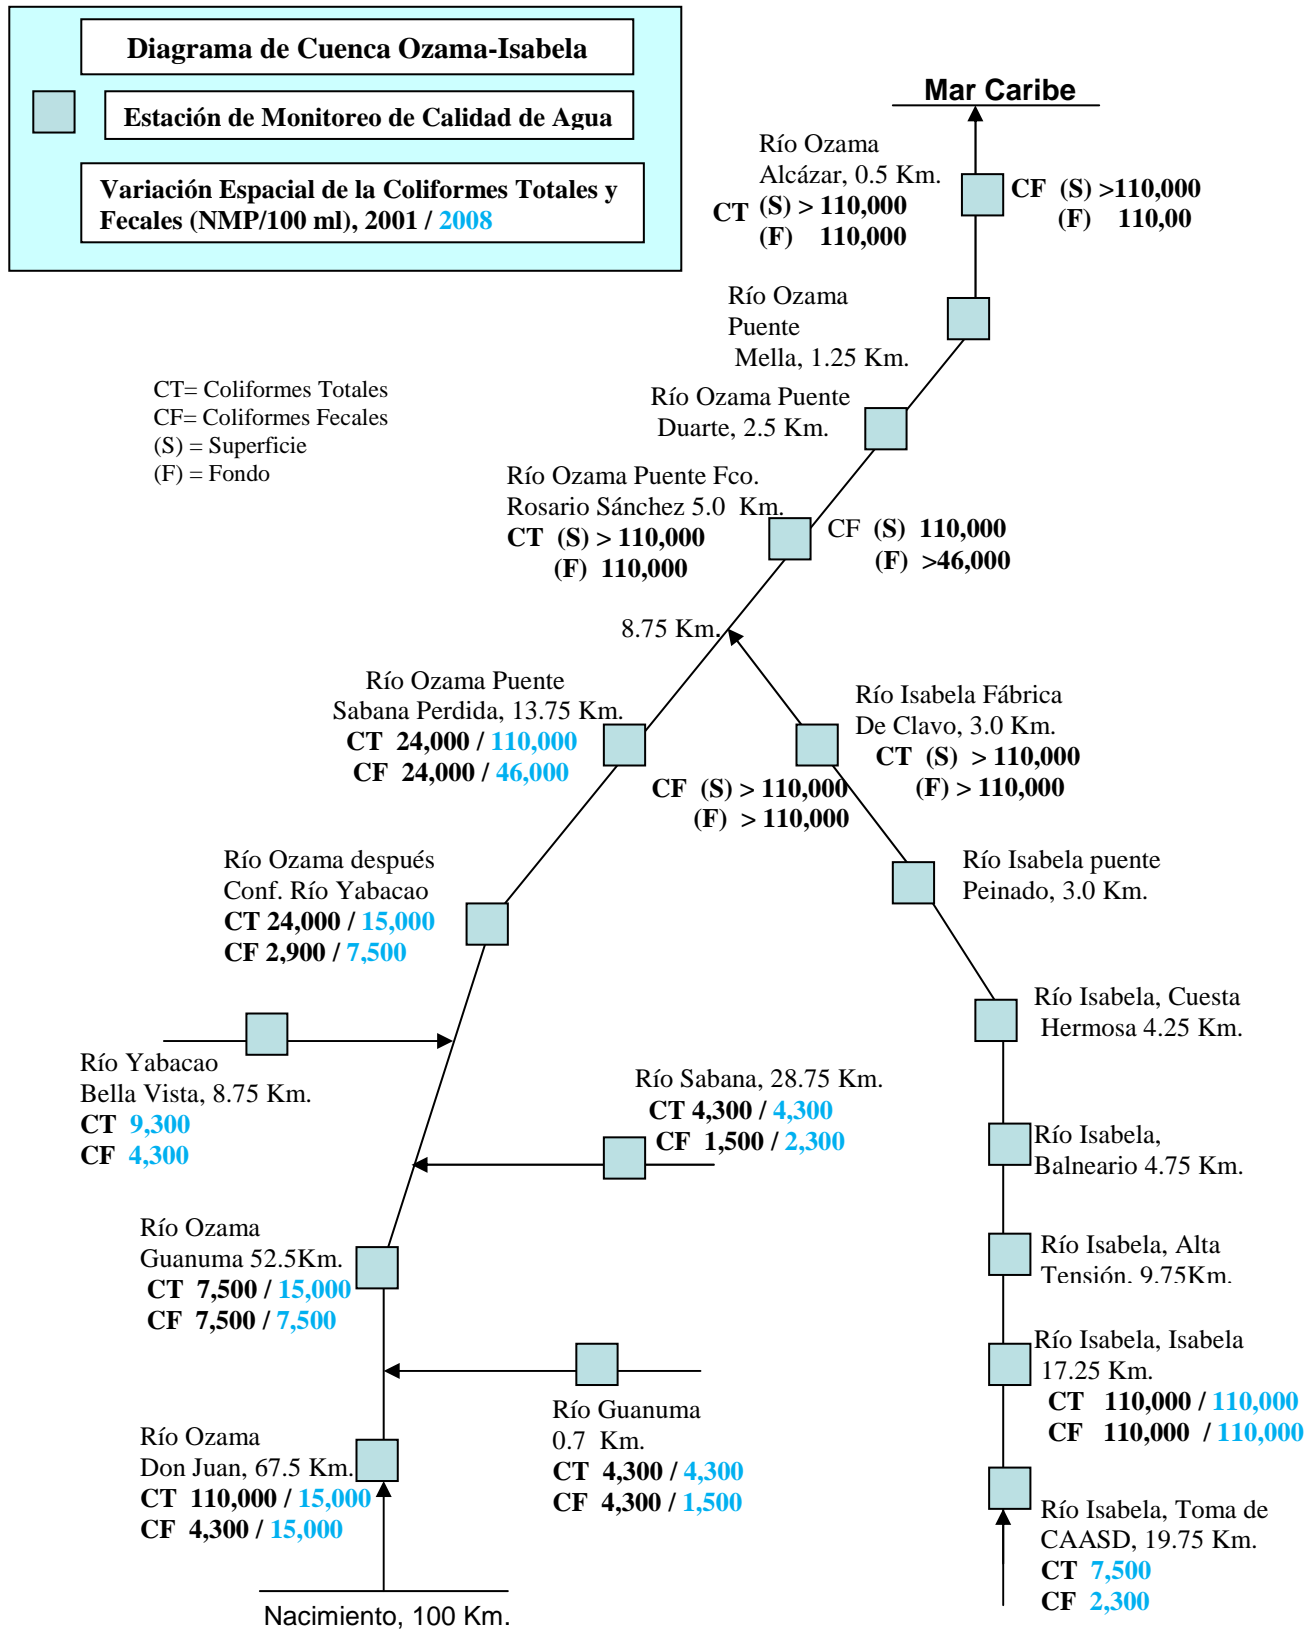 Diagrama de Cuenca Ozama-Isabela
Estación de Monitoreo de Calidad de Agua
Variación Espacial de la Coliformes Totales y
Fecales (NMP/100 ml), 2001 / 2008
Mar Caribe
Río Ozama
Alcázar, 0.5 Km.
CT (S) > 110,000
(F) 110,000
CF (S) >110,000
(F) 110,00
Río Ozama
Puente
Mella, 1.25 Km.
CT= Coliformes Totales
CF= Coliformes Fecales
(S) = Superficie
(F) = Fondo
Río Ozama Puente
Duarte, 2.5 Km.
Río Ozama Puente Fco.
Rosario Sánchez 5.0 Km.
CT (S) > 110,000
(F) 110,000
CF (S) 110,000
(F) >46,000
8.75 Km.
Río Ozama Puente
Sabana Perdida, 13.75 Km.
CT 24,000 / 110,000
CF 24,000 / 46,000
Río Isabela Fábrica
De Clavo, 3.0 Km.
CT (S) > 110,000
(F) > 110,000
CF (S) > 110,000
(F) > 110,000
Río Ozama después
Conf. Río Yabacao
CT 24,000 / 15,000
CF 2,900 / 7,500
Río Isabela puente
Peinado, 3.0 Km.
Río Isabela, Cuesta
Hermosa 4.25 Km.
Río Yabacao
Bella Vista, 8.75 Km.
CT 9,300
CF 4,300
Río Sabana, 28.75 Km.
CT 4,300 / 4,300
CF 1,500 / 2,300
Río Isabela,
Balneario 4.75 Km.
Río Ozama
Guanuma 52.5Km.
CT 7,500 / 15,000
CF 7,500 / 7,500
Río Isabela, Alta
Tensión, 9.75Km.
Río Isabela, Isabela
17.25 Km.
CT 110,000 / 110,000
CF 110,000 / 110,000
Río Ozama
Don Juan, 67.5 Km.
CT 110,000 / 15,000
CF 4,300 / 15,000
Río Guanuma
0.7 Km.
CT 4,300 / 4,300
CF 4,300 / 1,500
Río Isabela, Toma de
CAASD, 19.75 Km.
CT 7,500
CF 2,300
Nacimiento, 100 Km.